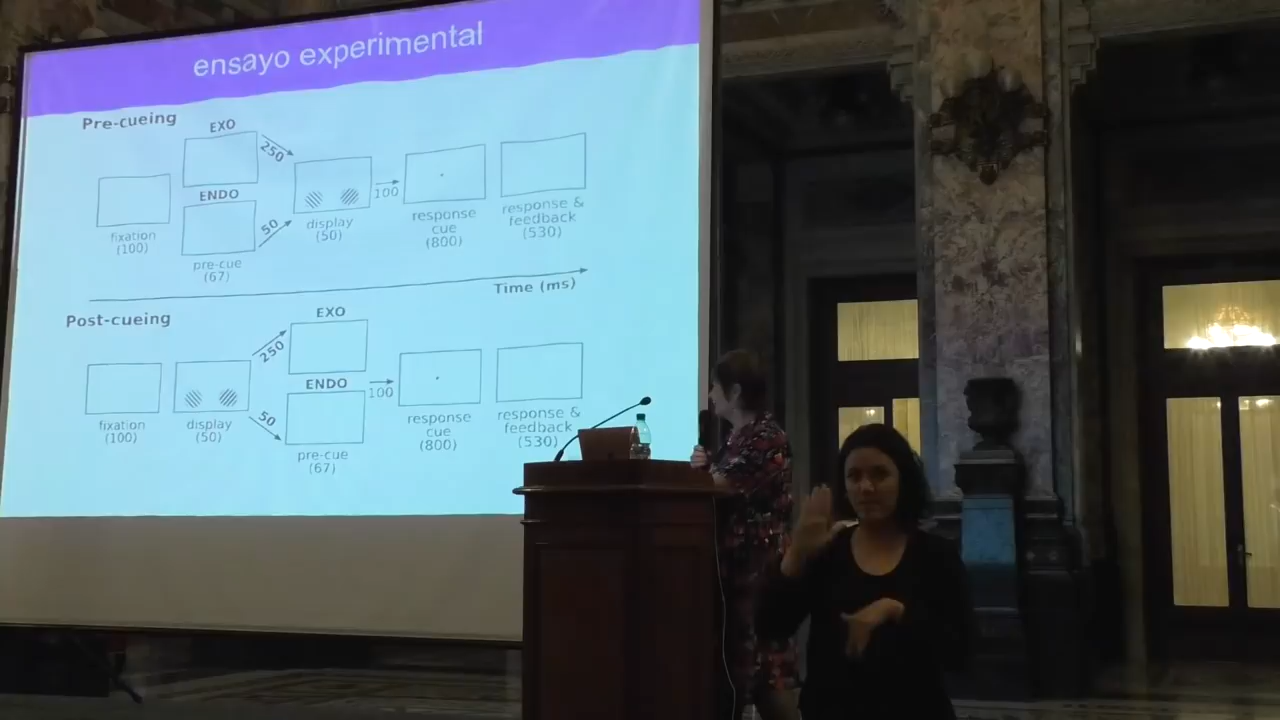 ensayo experimental
Pre-cueing
EXO
250
ENDO
50
fixation
(100)
pre-cue
(67)
display
(50)
100
response
cue
(800)
response &
feedback
(530)
Time (ms)
Post-cueing
EXO
250
ENDO
50
fixation
(100)
display
(50)
pre-cue
(67)
100
response
cue
(800)
response &
feedback
(530)